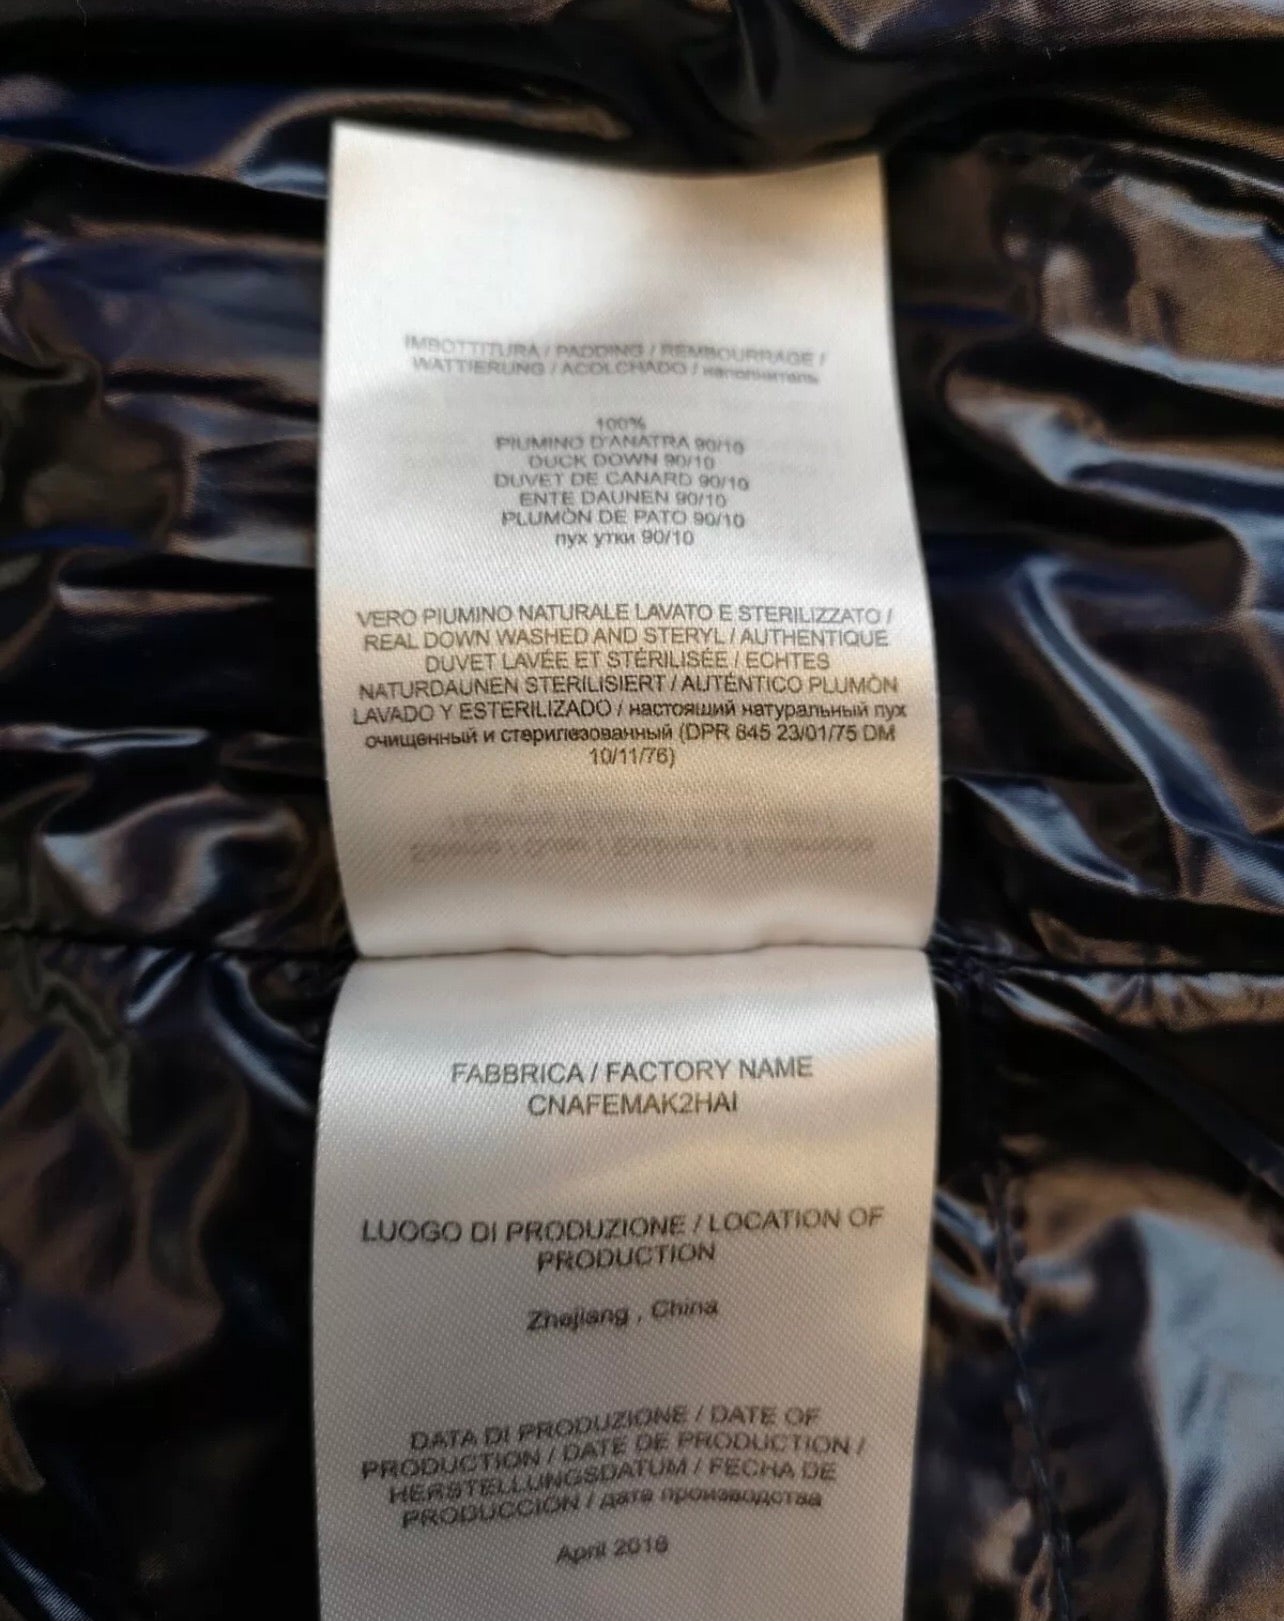 IMBOTTITURA / PADDING / REMBOURRAGE /
WATTIERUNG / ACOLCHADO / наполнитель
100%
PIUMINO D'ANATRA 90/10
DUCK DOWN 90/10
DUVET DE CANARD 90/10
ENTE DAUNEN 90/10
PLUMÒN DE PATO 90/10
пух утки 90/10
VERO PIUMINO NATURALE LAVATO E STERILIZZATO /
REAL DOWN WASHED AND STERYL / AUTHENTIQUE
DUVET LAVÉE ET STÉRILISÉE / ECHTES
NATURDAUNEN STERILISIERT / AUTÉNTICO PLUMÒN
LAVADO Y ESTERILIZADO / настоящий натуральный пух
очищенный и стерилезованный (DPR 845 23/01/75 DM
10/11/76)
FABBRICA / FACTORY NAME
CNAFEMAK2HAI
LUOGO DI PRODUZIONE / LOCATION OF
PRODUCTION
Zhejiang , China
DATA DI PRODUZIONE / DATE OF
PRODUCTION / DATE DE PRODUCTION /
HERSTELLUNGSDATUM / FECHA DE
PRODUCCION / дата производства
April